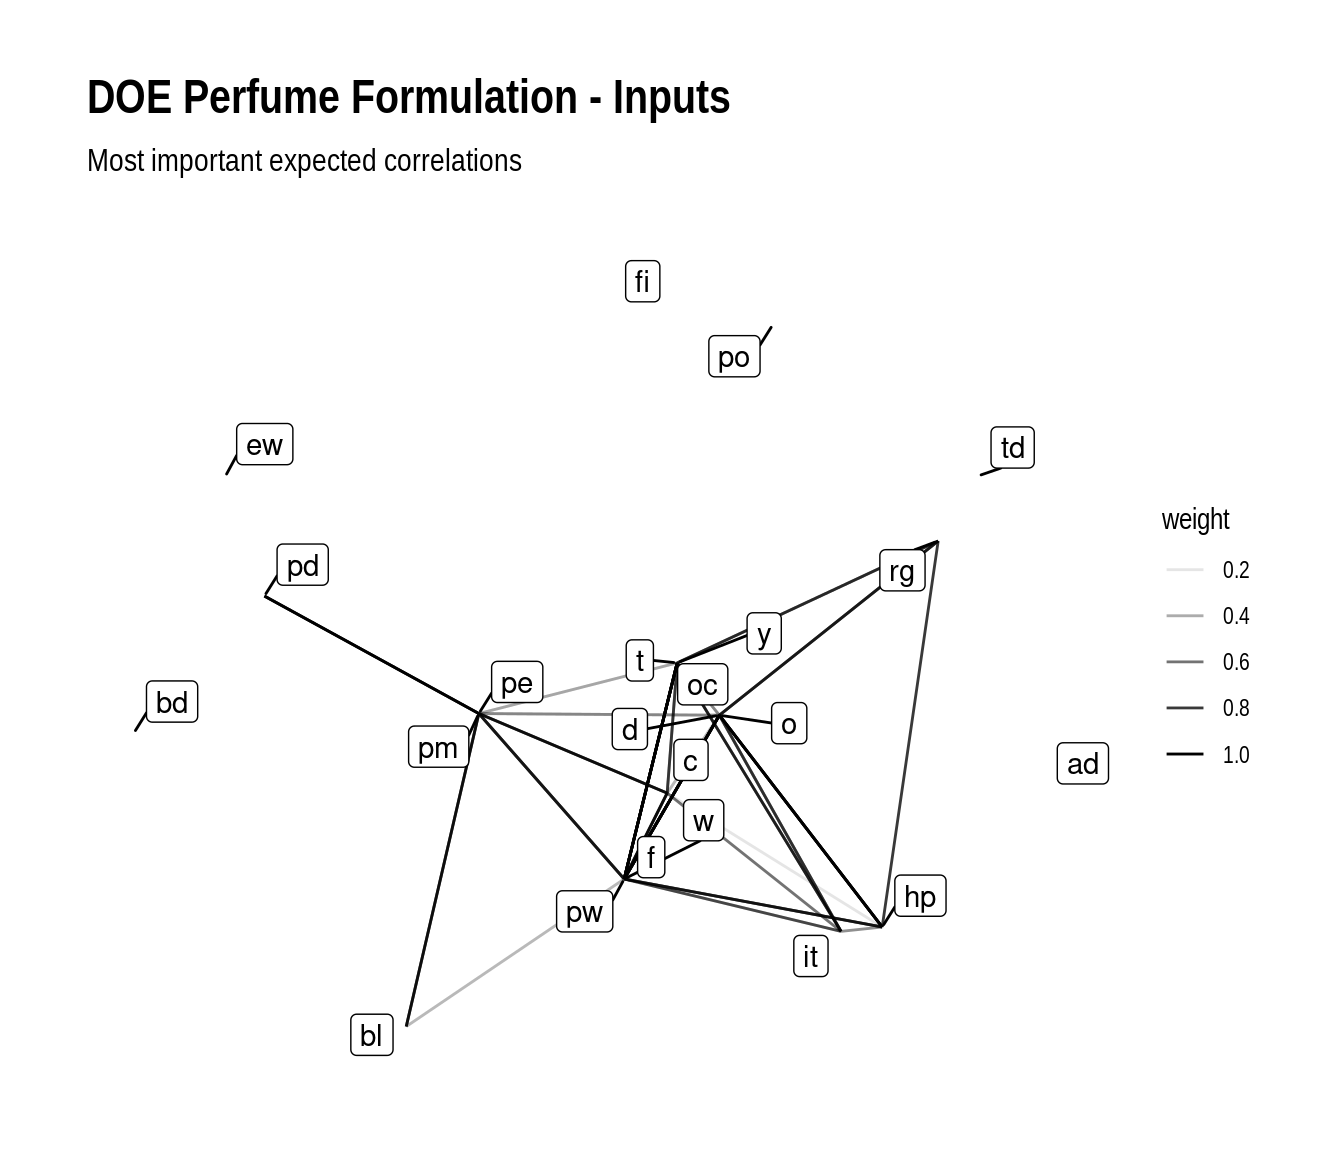 DOE Perfume Formulation - Inputs
Most important expected correlations
fi
po
ew
td
weight
0.2
0.4
0.6
0.8
1.0
pd
rg
y
t
pe
oc
bd
d
o
pm
c
ad
w
f
hp
pw
it
bl